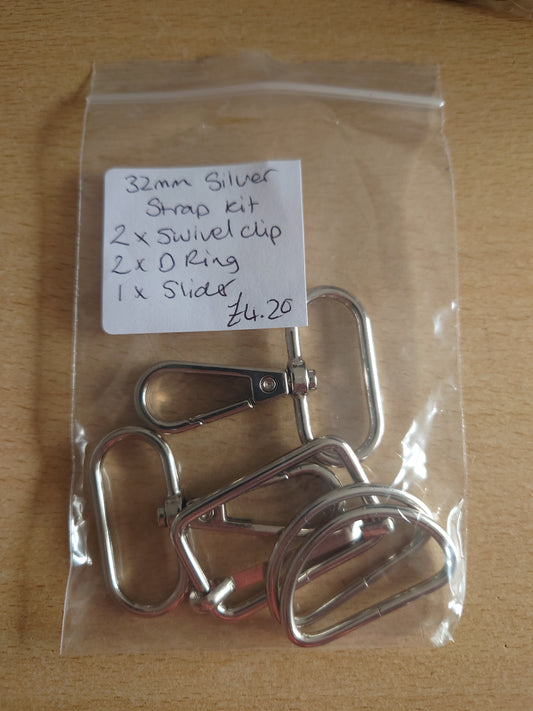 32mm Silver
Strap Kit
2 x Swivel clip
2 x D Ring
1 x Slider
£4.20